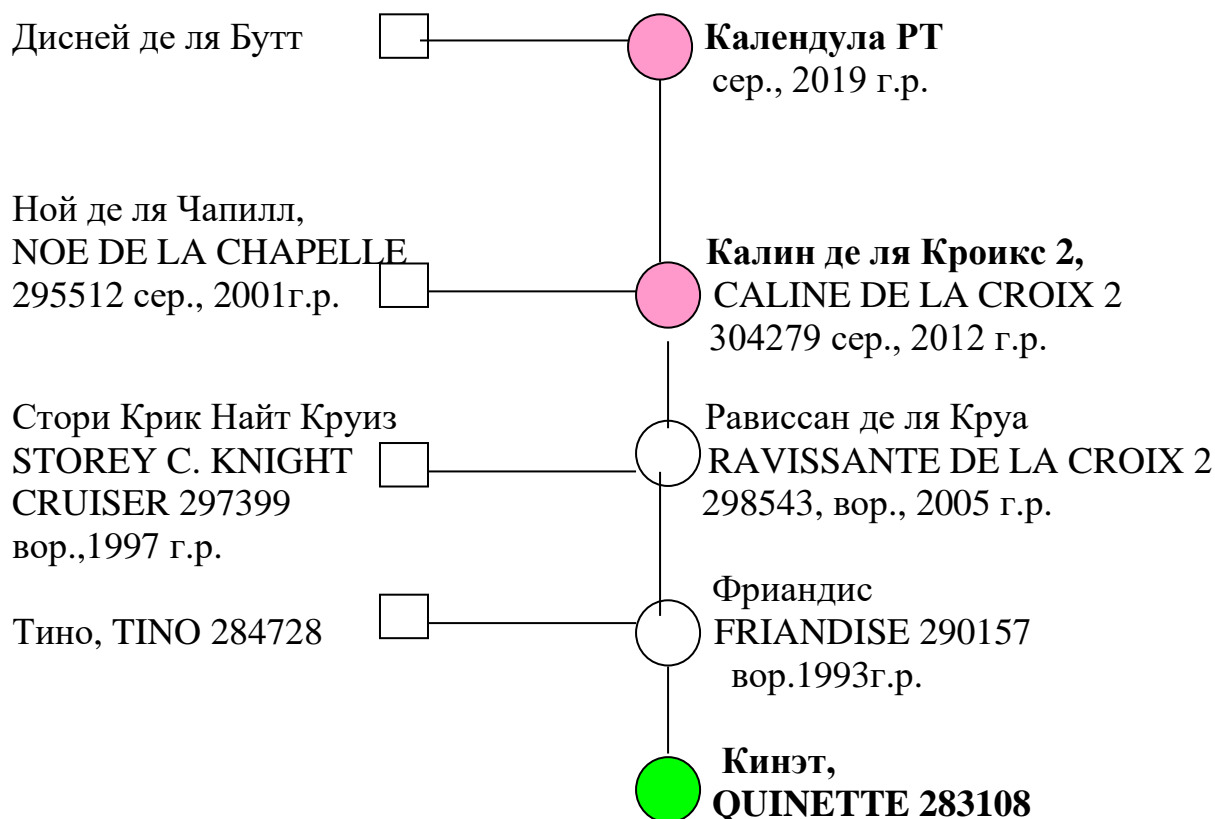 Дисней де ля Бутт
Календула РТ
сер., 2019 г.р.
Ной де ля Чапилл,
NOE DE LA CHAPELLE
295512 сер., 2001г.р.
Калин де ля Кроикс 2,
CALINE DE LA CROIX 2
304279 сер., 2012 г.р.
Стори Крик Найт Круиз
STOREY C. KNIGHT
CRUISER 297399
вор.,1997 г.р.
Рависсан де ля Круа
RAVISSANTE DE LA CROIX 2
298543, вор., 2005 г.р.
Тино, TINO 284728
Фриандис
FRIANDISE 290157
вор.1993г.р.
Кинэт,
QUINETTE 283108